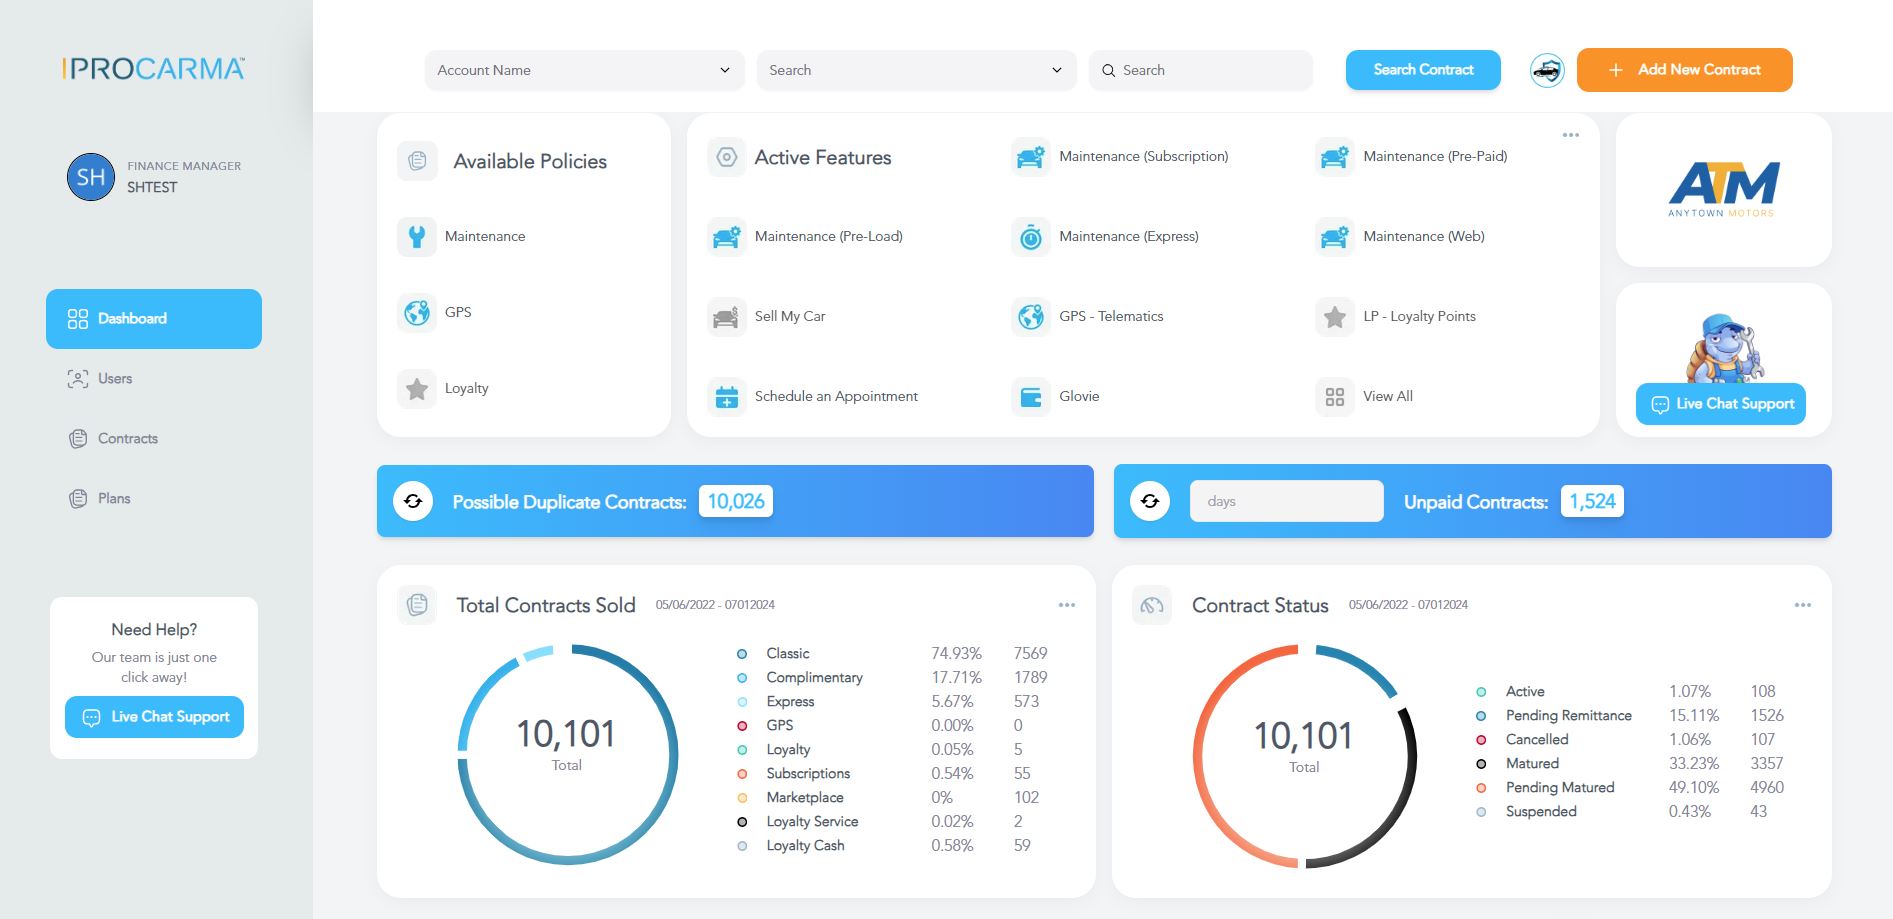 IPROCARMA™
Account Name
Search
Search
Search Contract
Add New Contract
SH
FINANCE MANAGER
SHTEST
Dashboard
Users
Contracts
Plans
Need Help?
Our team is just one
click away!
Live Chat Support
Available Policies
Maintenance
GPS
Loyalty
Active Features
Maintenance (Subscription)
Maintenance (Pre-Paid)
Maintenance (Pre-Load)
Maintenance (Express)
Maintenance (Web)
Sell My Car
GPS - Telematics
LP - Loyalty Points
Schedule an Appointment
Glovie
View All
ATM
ANYTOWN MOTORS
Live Chat Support
Possible Duplicate Contracts: 10,026
days
Unpaid Contracts: 1,524
Total Contracts Sold 05/06/2022 - 07012024
10,101
Total
Classic 74.93% 7569
Complimentary 17.71% 1789
Express 5.67% 573
GPS 0.00% 0
Loyalty 0.05% 5
Subscriptions 0.54% 55
Marketplace 0% 102
Loyalty Service 0.02% 2
Loyalty Cash 0.58% 59
Contract Status 05/06/2022 - 07012024
10,101
Total
Active 1.07% 108
Pending Remittance 15.11% 1526
Cancelled 1.06% 107
Matured 33.23% 3357
Pending Matured 49.10% 4960
Suspended 0.43% 43